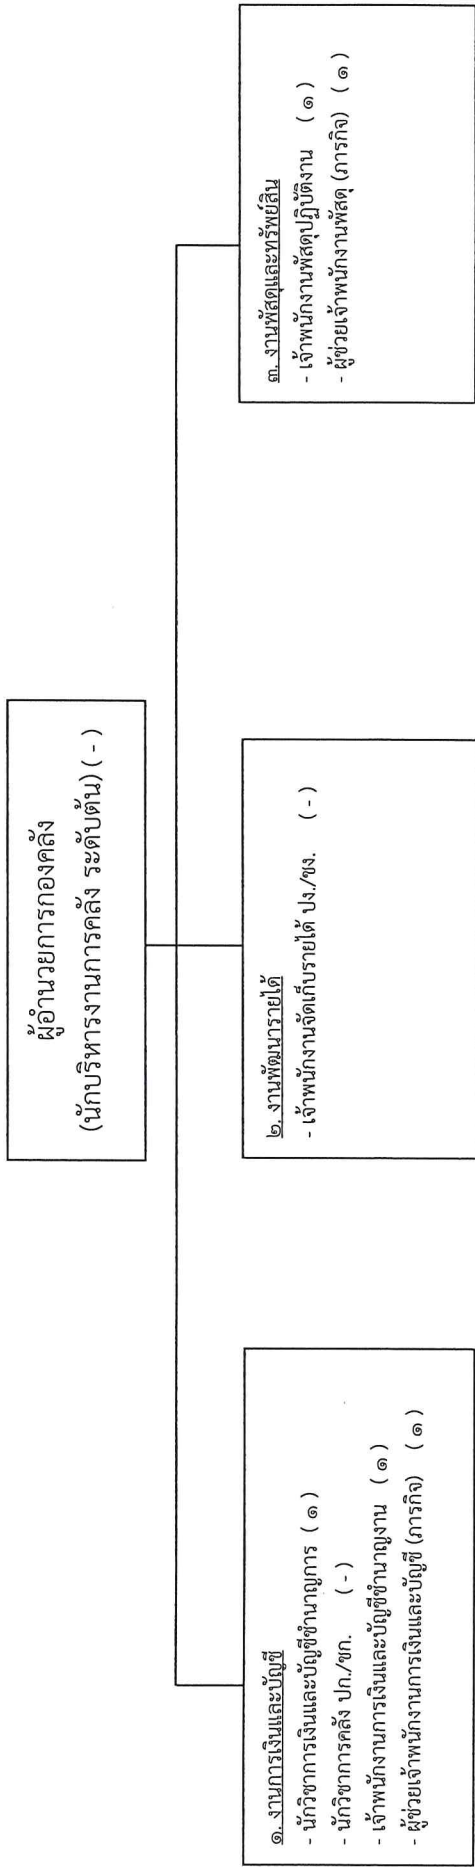 ผู้อำนวยการกองคลัง
(นักบริหารงานการคลัง ระดับต้น) ( - )
๑. งานการเงินและบัญชี
- นักวิชาการเงินและบัญชีชำนาญการ ( ๑ )
- นักวิชาการคลัง ปก./ชก. ( - )
- เจ้าพนักงานการเงินและบัญชีชำนาญงาน ( ๑ )
- ผู้ช่วยเจ้าพนักงานการเงินและบัญชี (ภารกิจ) ( ๑ )
๒. งานพัฒนารายได้
- เจ้าพนักงานจัดเก็บรายได้ ปง./ชง. ( - )
๓. งานพัสดุและทรัพย์สิน
- เจ้าพนักงานพัสดุปฏิบัติงาน ( ๑ )
- ผู้ช่วยเจ้าพนักงานพัสดุ (ภารกิจ) ( ๑ )